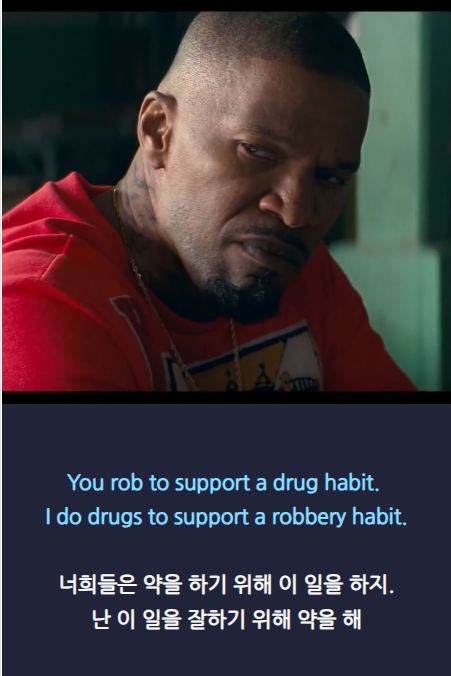 You rob to support a drug habit.
I do drugs to support a robbery habit.
너희들은 약을 하기 위해 이 일을 하지.
난 이 일을 잘하기 위해 약을 해